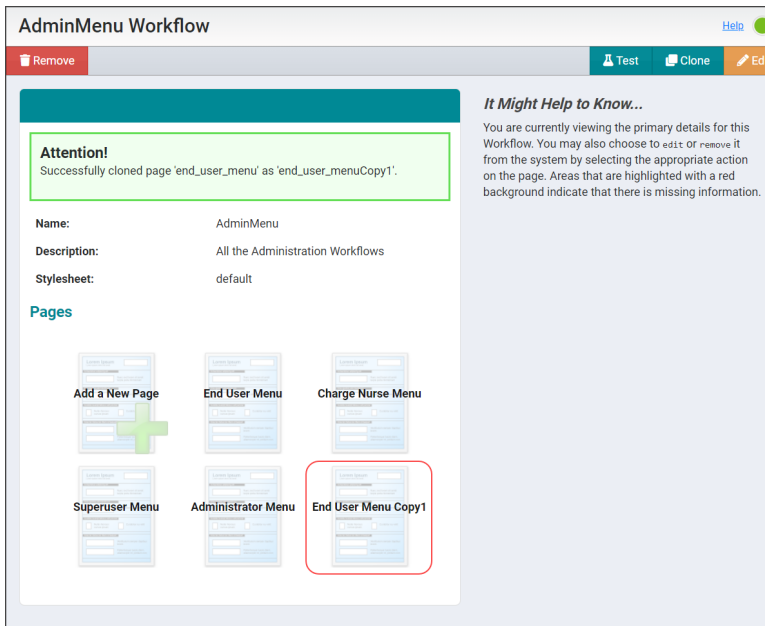 AdminMenu Workflow
Help
Remove
Test
Clone
Ed
Attention!
Successfully cloned page 'end_user_menu' as 'end_user_menuCopy1'.
Name: AdminMenu
Description: All the Administration Workflows
Stylesheet: default
Pages
Add a New Page
End User Menu
Charge Nurse Menu
Superuser Menu
Administrator Menu
End User Menu Copy1
It Might Help to Know...
You are currently viewing the primary details for this
Workflow. You may also choose to edit or remove it
from the system by selecting the appropriate action
on the page. Areas that are highlighted with a red
background indicate that there is missing information.